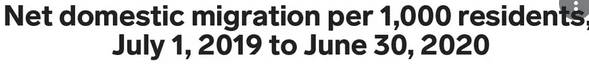 Net domestic migration per 1,000 residents,
July 1, 2019 to June 30, 2020